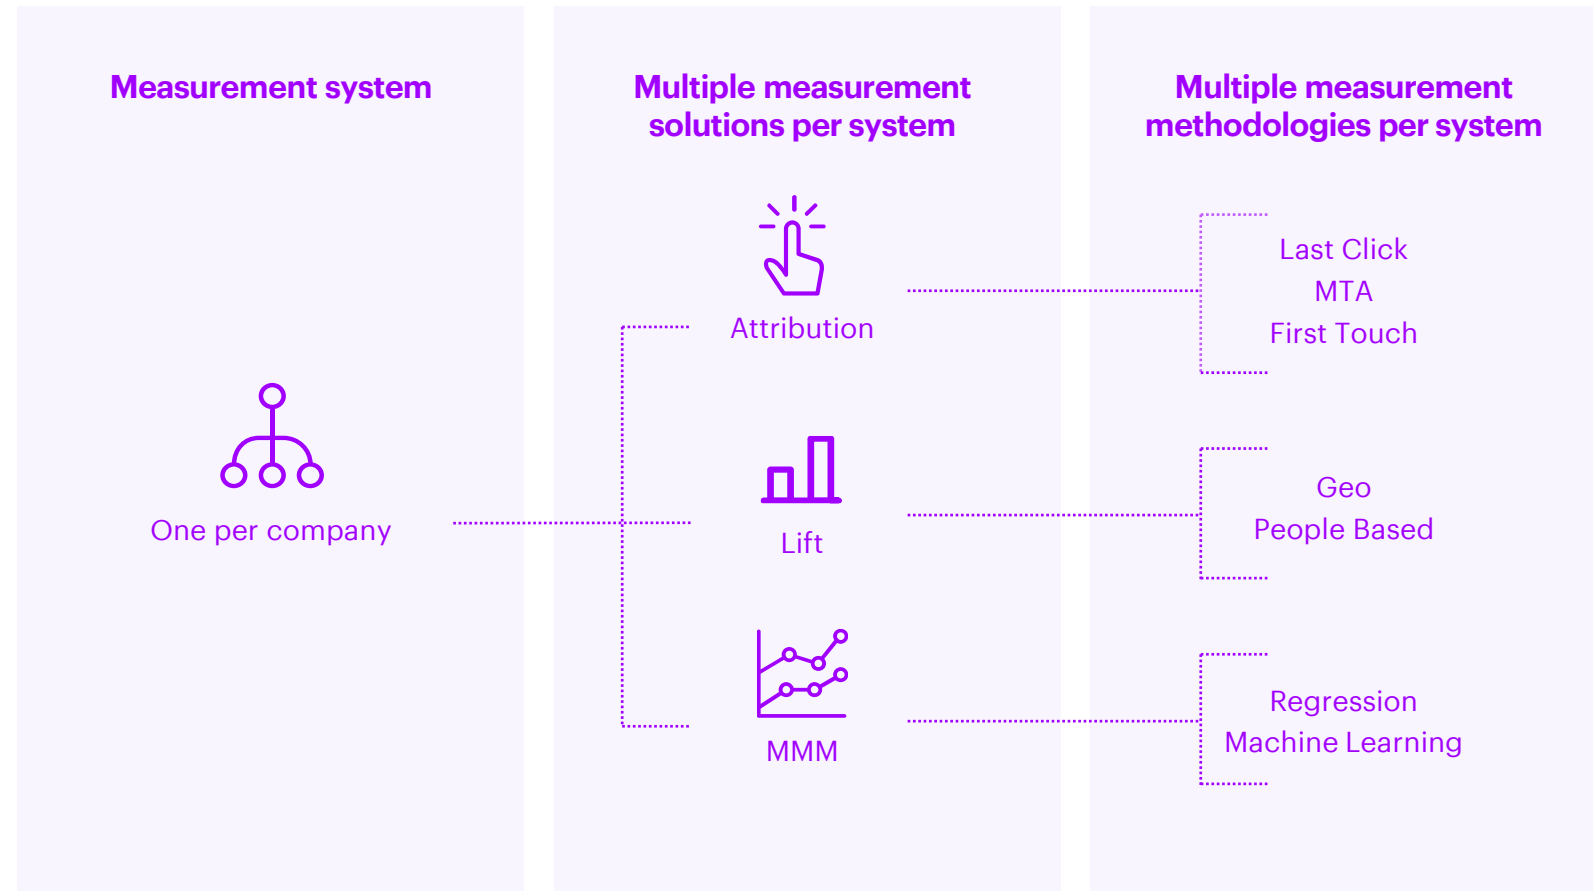 Measurement system
One per company
Multiple measurement
solutions per system
Attribution
Lift
MMM
Multiple measurement
methodologies per system
Last Click
MTA
First Touch
Geo
People Based
Regression
Machine Learning